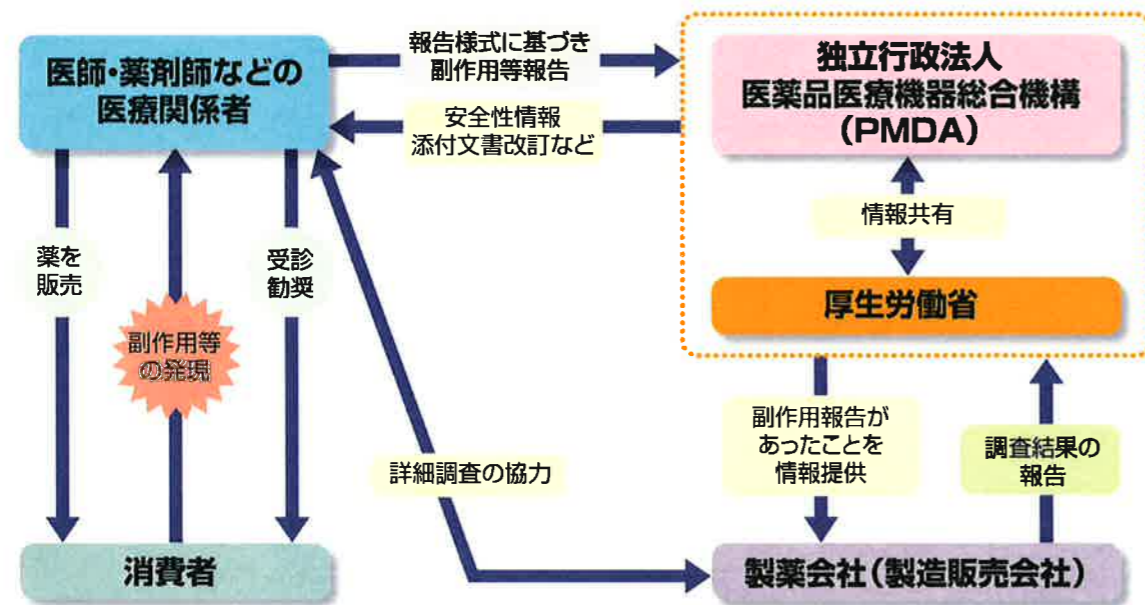 医師・薬剤師などの
医療関係者
報告様式に基づき
副作用等報告
安全性情報
添付文書改訂など
独立行政法人
医薬品医療機器総合機構
(PMDA)
情報共有
厚生労働省
薬を
販売
副作用等
の発現
受診
勧奨
詳細調査の協力
副作用報告が
あったことを
情報提供
調査結果の
報告
消費者
製薬会社(製造販売会社)